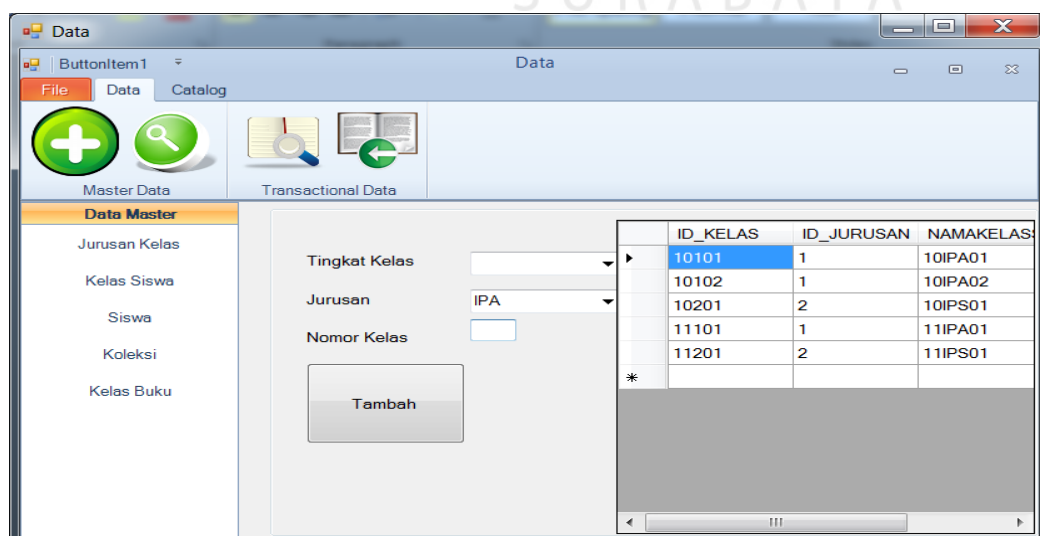 SURABAYA
Data
ButtonItem1
Data
File Data Catalog
Master Data
Transactional Data
Data Master
Jurusan Kelas
Kelas Siswa
Siswa
Koleksi
Kelas Buku
Tingkat Kelas
Jurusan IPA
Nomor Kelas
Tambah
ID_KELAS ID_JURUSAN NAMAKELASS
10101 1 10IPA01
10102 1 10IPA02
10201 2 10IPS01
11101 1 11IPA01
11201 2 11IPS01